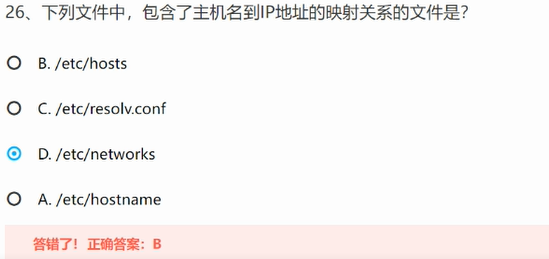 26、下列文件中，包含了主机名到IP地址的映射关系的文件是？
B. /etc/hosts
C. /etc/resolv.conf
D. /etc/networks
A. /etc/hostname
答错了！正确答案：B